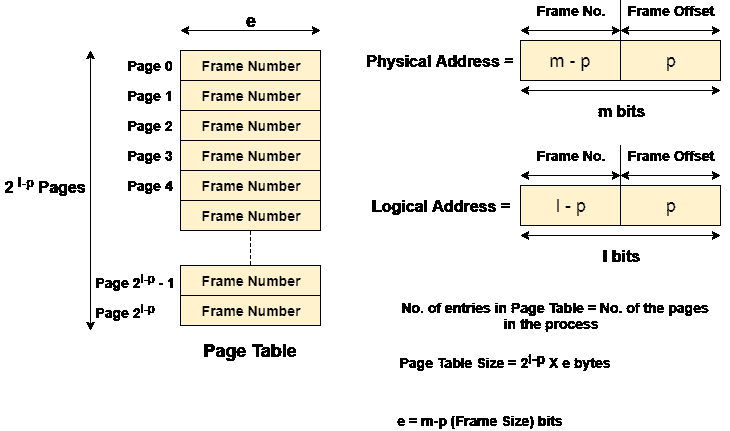 e
Page 0 Frame Number
Page 1 Frame Number
Page 2 Frame Number
Page 3 Frame Number
Page 4 Frame Number
Frame Number
2^l-p Pages
Page 2^l-p - 1 Frame Number
Page 2^l-p Frame Number
Page Table
Frame No. Frame Offset
Physical Address = m - p p
m bits
Frame No. Frame Offset
Logical Address = l - p p
l bits
No. of entries in Page Table = No. of the pages
in the process
Page Table Size = 2^l-p X e bytes
e = m-p (Frame Size) bits